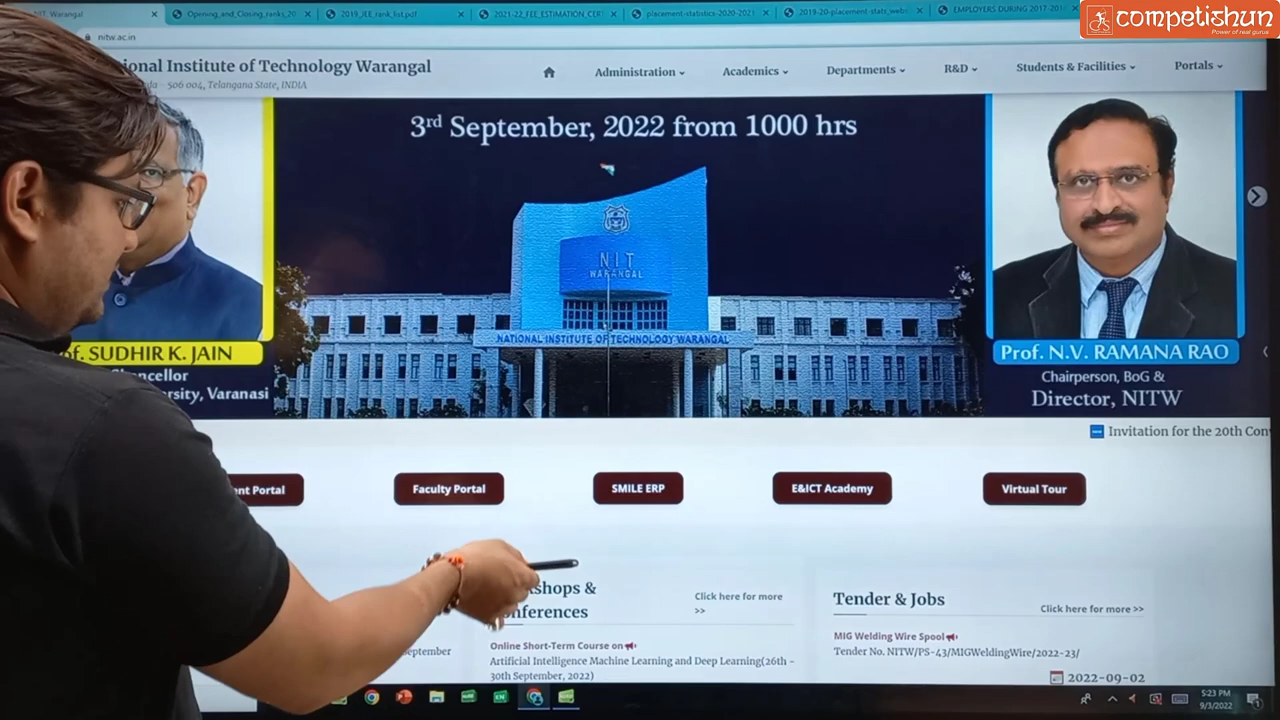 NIT, Warangal
Opening_and_Closing_ranks_20
2019_JEE_rank_list.pdf
2021-22_FEE_ESTIMATION_CERT
placement-statistics-2020-2021
2019-20-placement-stats_webs
EMPLOYERS DURING 2017-201
competishun
Power of real gurus
nitw.ac.in
ional Institute of Technology Warangal
506 004, Telangana State, INDIA
Administration
Academics
Departments
R&D
Students & Facilities
Portals
3rd September, 2022 from 1000 hrs
NIT
WARANGAL
NATIONAL INSTITUTE OF TECHNOLOGY WARANGAL
of. SUDHIR K. JAIN
Chancellor
rsity, Varanasi
Prof. N.V. RAMANA RAO
Chairperson, BoG &
Director, NITW
Invitation for the 20th Con
nt Portal
Faculty Portal
SMILE ERP
E&ICT Academy
Virtual Tour
shops &
onferences
Click here for more
>>
Online Short-Term Course on
Artificial Intelligence Machine Learning and Deep Learning(26th -
30th September, 2022)
eptember
Tender & Jobs
Click here for more >>
MIG Welding Wire Spool
Tender No. NITW/PS-43/MIGWeldingWire/2022-23/
2022-09-02
5:23 PM
9/3/2022